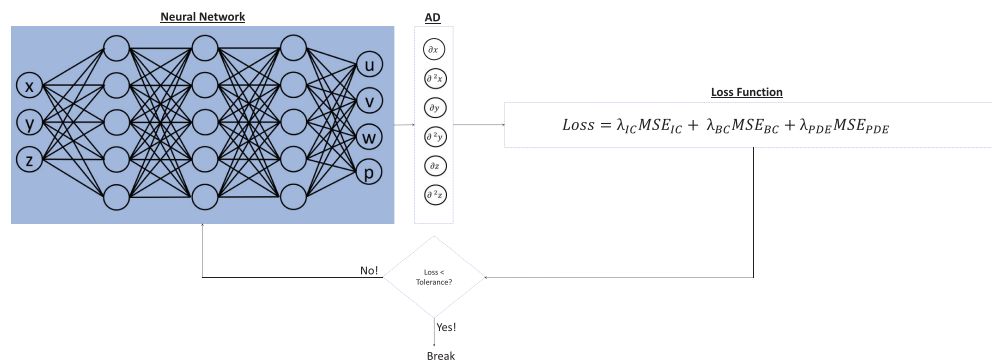 Neural Network
AD
x
y
z
u
v
w
p
∂x
∂²x
∂y
∂²y
∂z
∂²z
Loss Function
Loss = λ_IC MSE_IC + λ_BC MSE_BC + λ_PDE MSE_PDE
No!
Loss <
Tolerance?
Yes!
Break